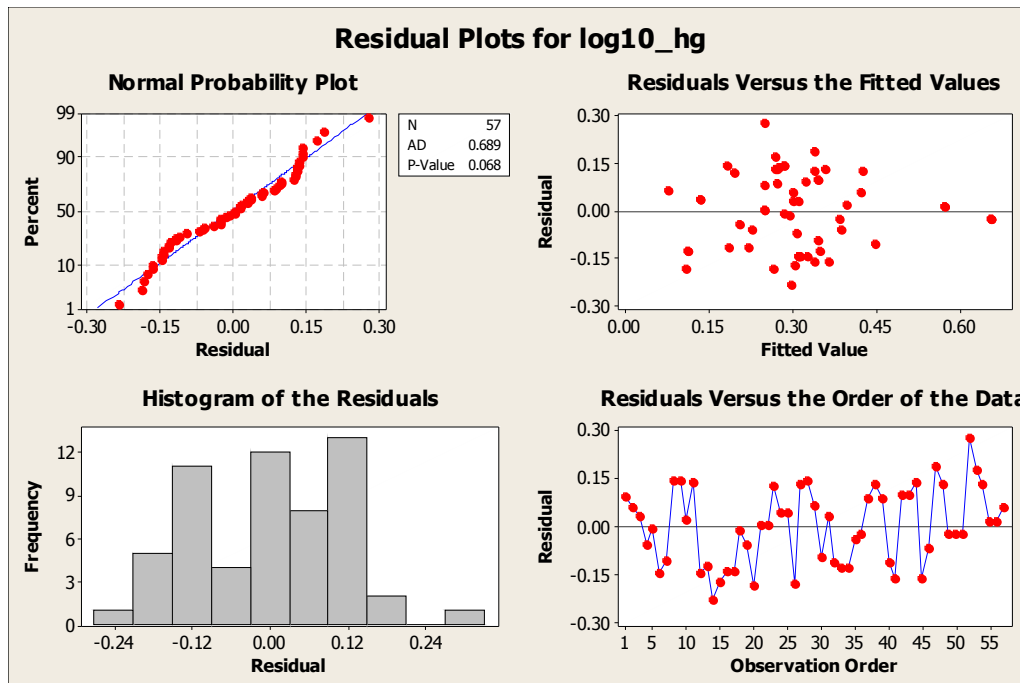 Residual Plots for log10_hg
Normal Probability Plot
99
90
50
10
1
Percent
-0.30 -0.15 0.00 0.15 0.30
Residual
N 57
AD 0.689
P-Value 0.068
Residuals Versus the Fitted Values
0.30
0.15
0.00
-0.15
-0.30
Residual
0.00 0.15 0.30 0.45 0.60
Fitted Value
Histogram of the Residuals
12
9
6
3
0
Frequency
-0.24 -0.12 0.00 0.12 0.24
Residual
Residuals Versus the Order of the Data
0.30
0.15
0.00
-0.15
-0.30
Residual
1 5 10 15 20 25 30 35 40 45 50 55
Observation Order